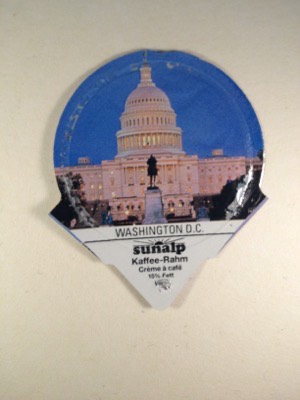 WASHINGTON D.C.
sunalp
Kaffee-Rahm
Crème à café
15% Fett